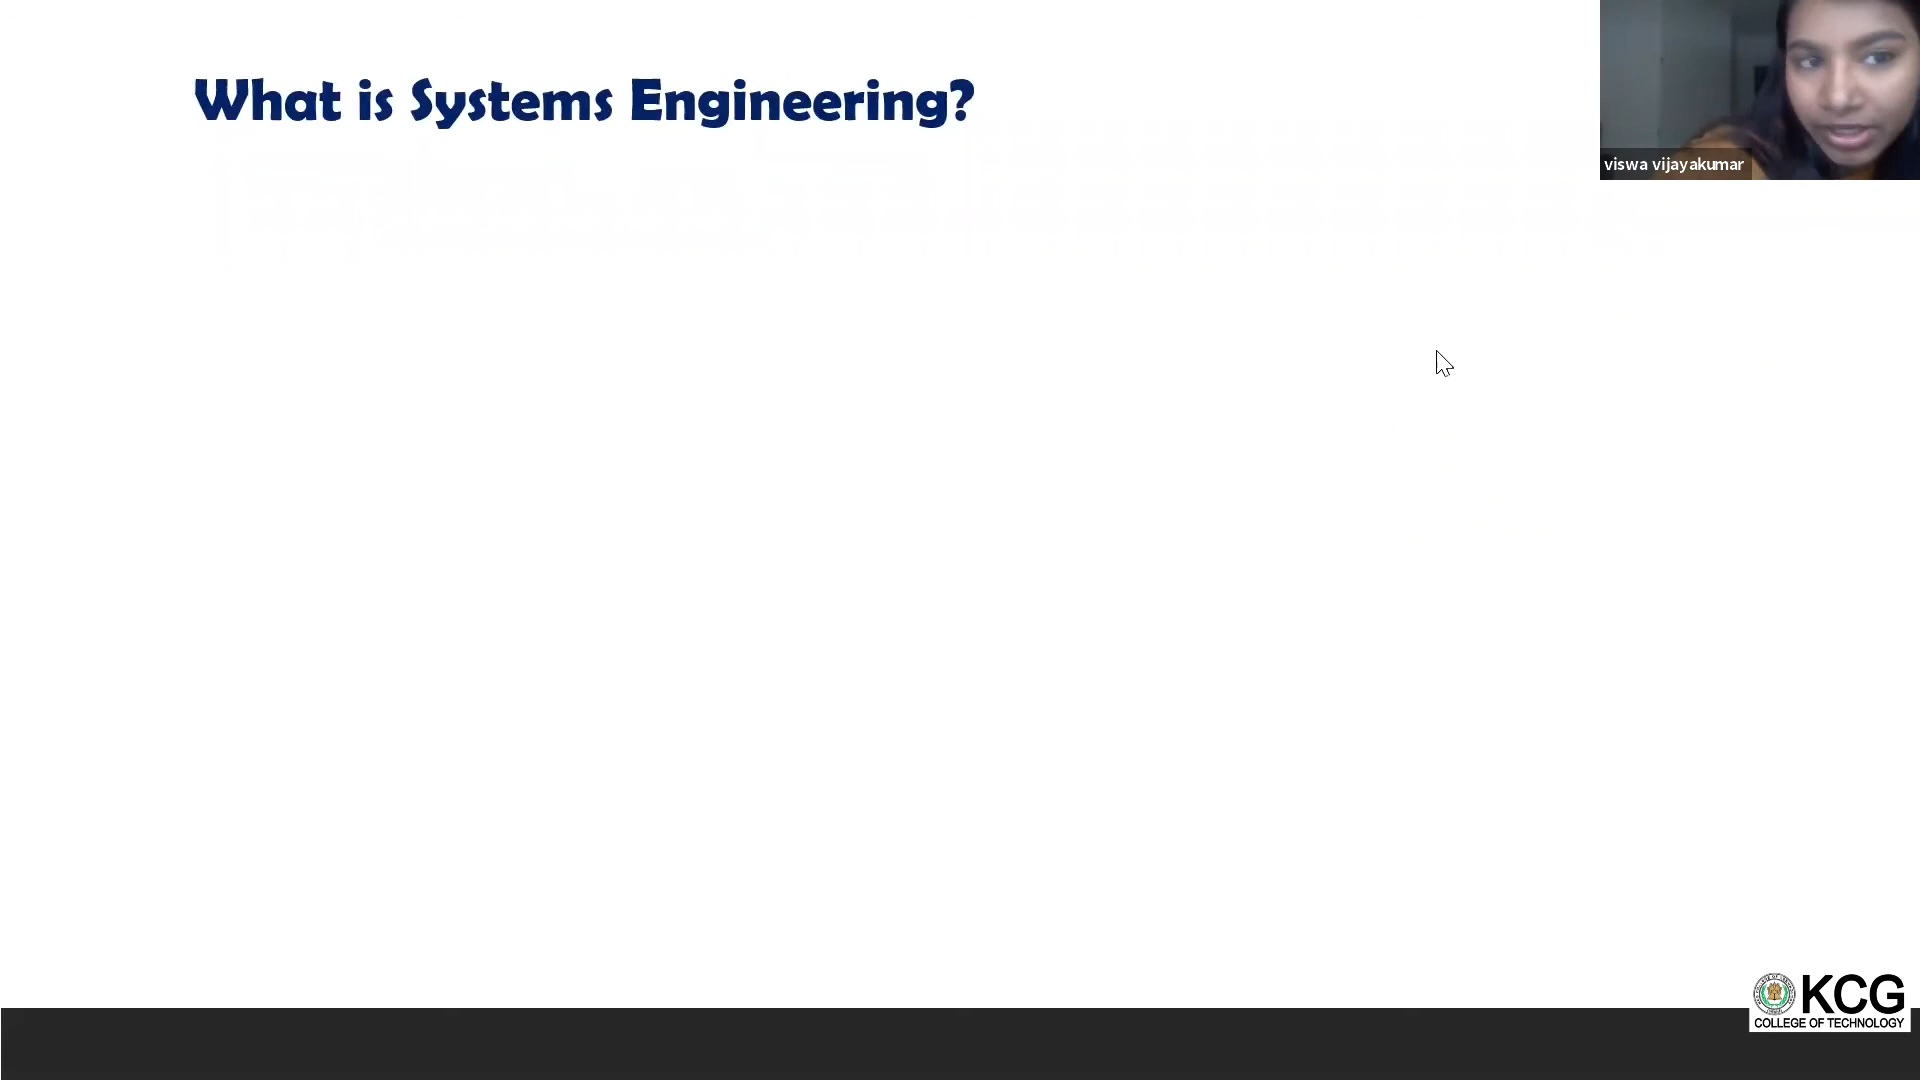 What is Systems Engineering?
viswa vijayakumar
KCG
COLLEGE OF TECHNOLOGY